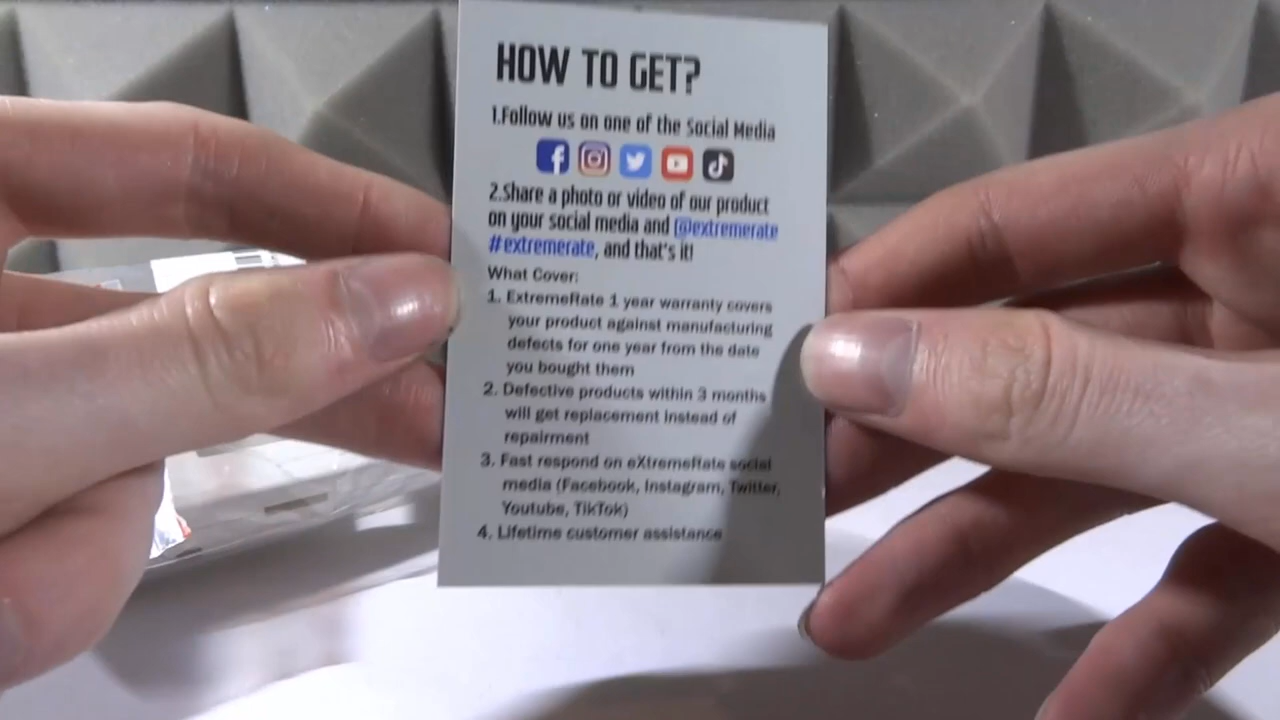 HOW TO GET?
1.Follow us on one of the Social Media
2.Share a photo or video of our product
on your social media and @extremerate
#extremerate, and that's it!
What Cover:
1. ExtremeRate 1 year warranty covers
your product against manufacturing
defects for one year from the date
you bought them
2. Defective products within 3 months
will get replacement instead of
repairment
3. Fast respond on eXtremeRate social
media (Facebook, Instagram, Twitter,
Youtube, TikTok)
4. Lifetime customer assistance